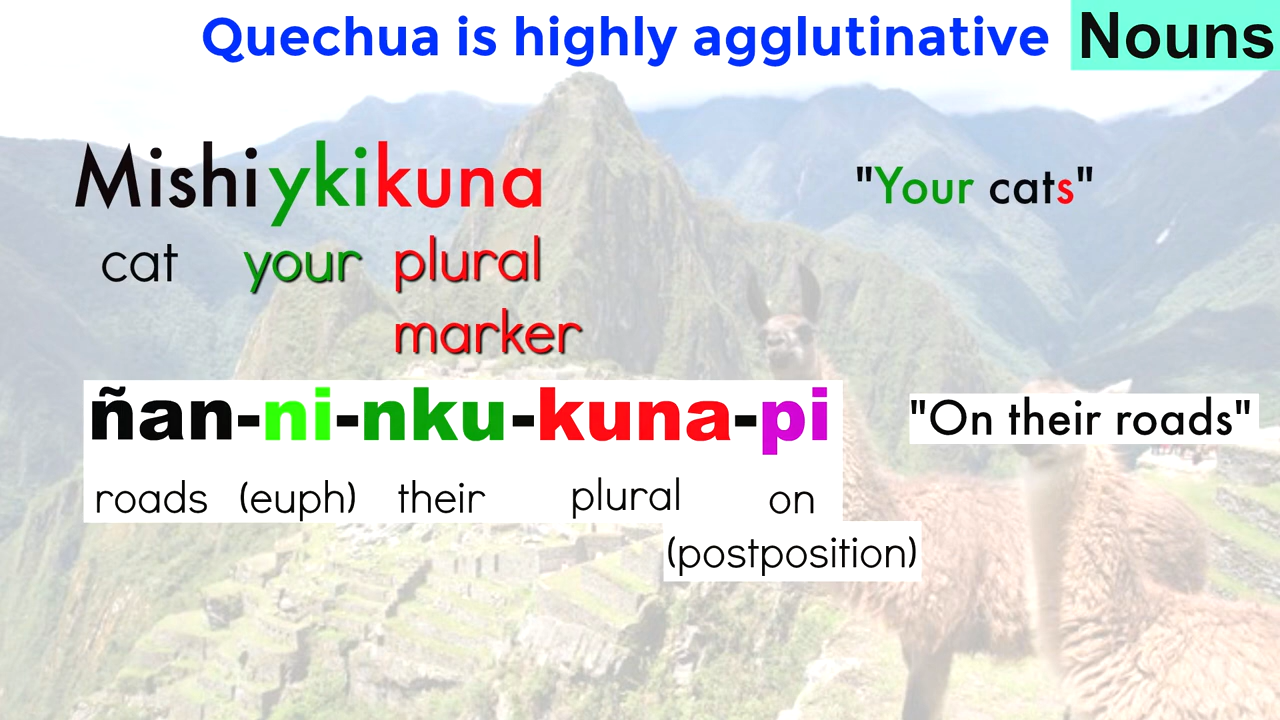 Quechua is highly agglutinative Nouns
Mishiykikuna "Your cats"
cat your plural
marker
ñan-ni-nku-kuna-pi "On their roads"
roads (euph) their plural on
(postposition)